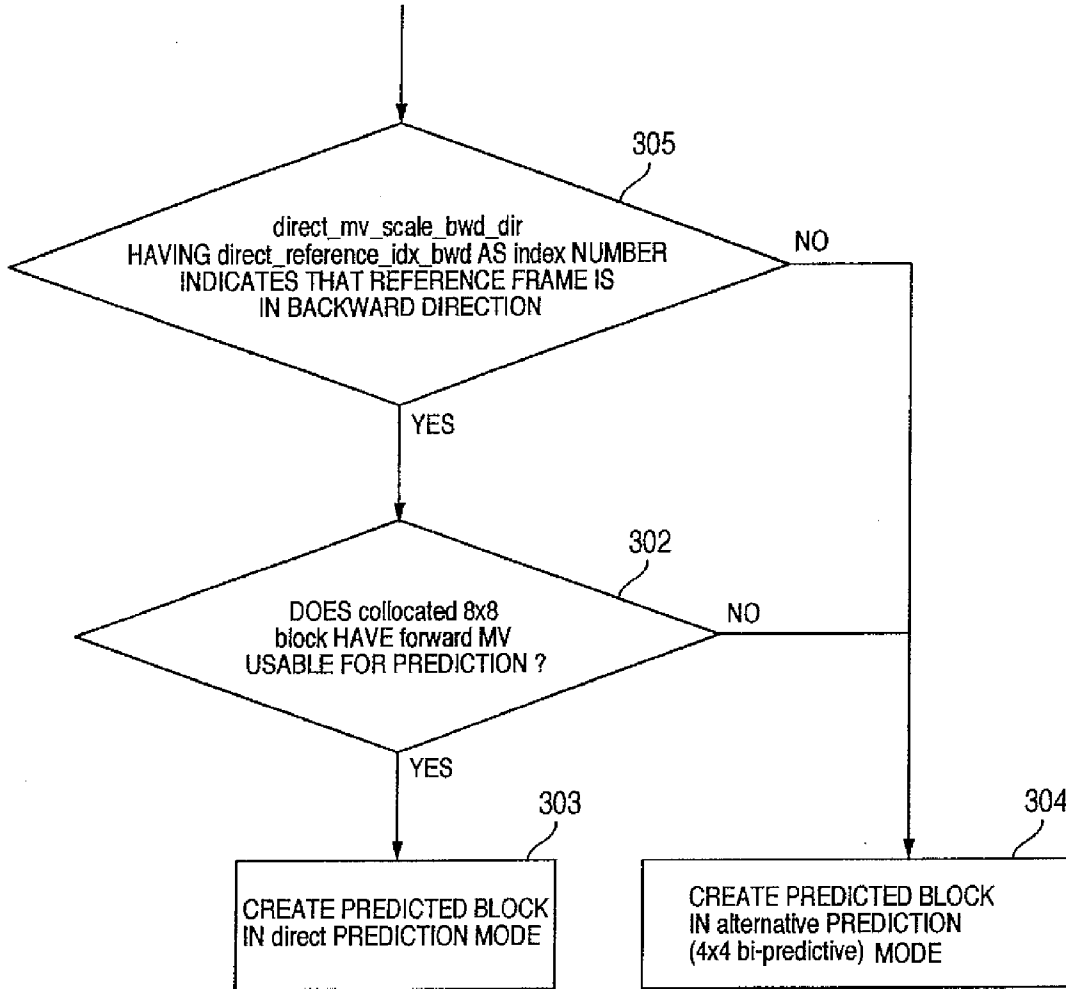 305
direct_mv_scale_bwd_dir
HAVING direct_reference_idx_bwd AS index NUMBER
INDICATES THAT REFERENCE FRAME IS
IN BACKWARD DIRECTION
NO
YES
302
DOES collocated 8x8
block HAVE forward MV
USABLE FOR PREDICTION ?
NO
YES
303
CREATE PREDICTED BLOCK
IN direct PREDICTION MODE
304
CREATE PREDICTED BLOCK
IN alternative PREDICTION
(4x4 bi-predictive) MODE